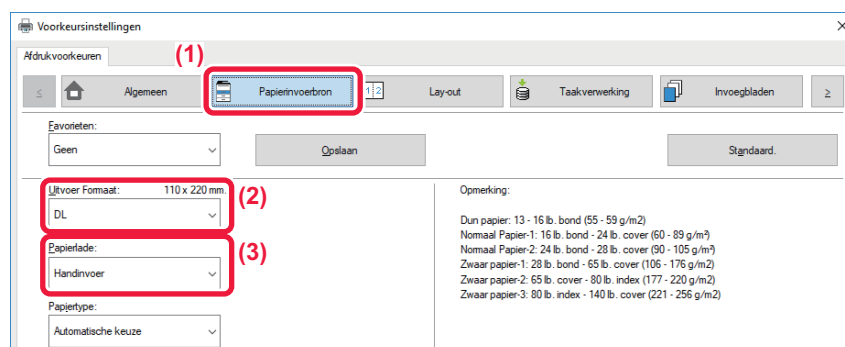 Voorkeursinstellingen
Afdrukvoorkeuren
(1)
Algemeen
Papierinvoerbron
1 2
Lay-out
Taakverwerking
Invoegbladen
Favorieten:
Geen
Opslaan
Standaard.
Uitvoer Formaat: 110 x 220 mm.
DL
(2)
Papierlade:
Handinvoer
(3)
Papiertype:
Automatische keuze
Opmerking:
Dun papier: 13 - 16 lb. bond (55 - 59 g/m2)
Normaal Papier-1: 16 lb. bond - 24 lb. cover (60 - 89 g/m²)
Normaal Papier-2: 24 lb. bond - 28 lb. cover (90 - 105 g/m²)
Zwaar papier-1: 28 lb. bond - 65 lb. cover (106 - 176 g/m2)
Zwaar papier-2: 65 lb. cover - 80 lb. index (177 - 220 g/m2)
Zwaar papier-3: 80 lb. index - 140 lb. cover (221 - 256 g/m2)